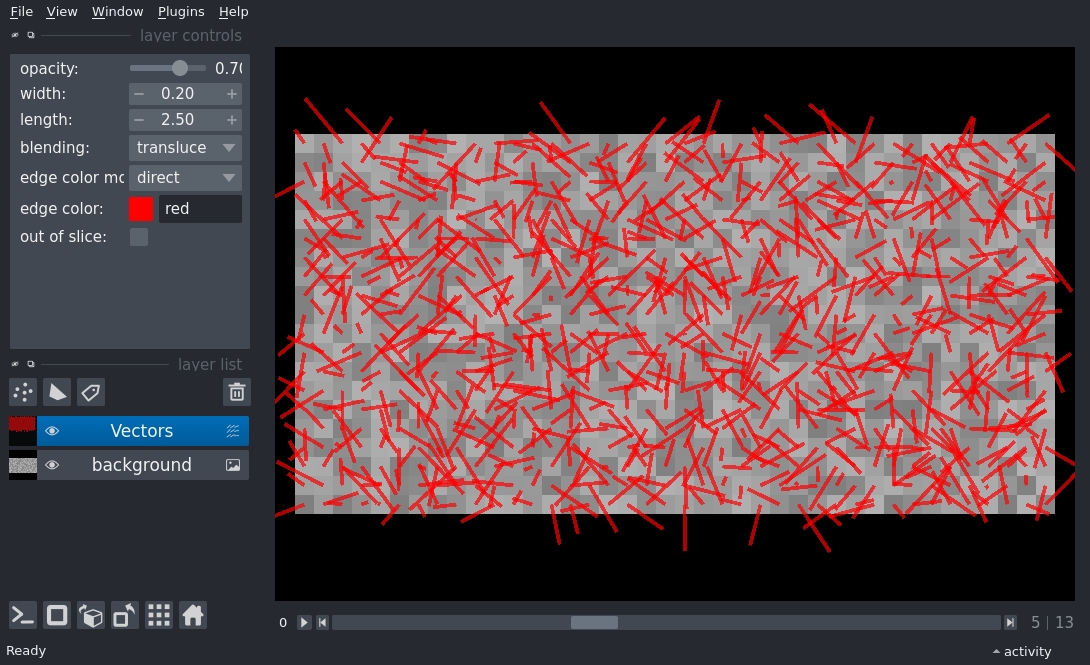 File View Window Plugins Help
layer controls
opacity: 0.70
width: − 0.20 +
length: − 2.50 +
blending: transluce
edge color mo direct
edge color: red
out of slice:
layer list
Vectors
background
0 5 | 13
Ready activity